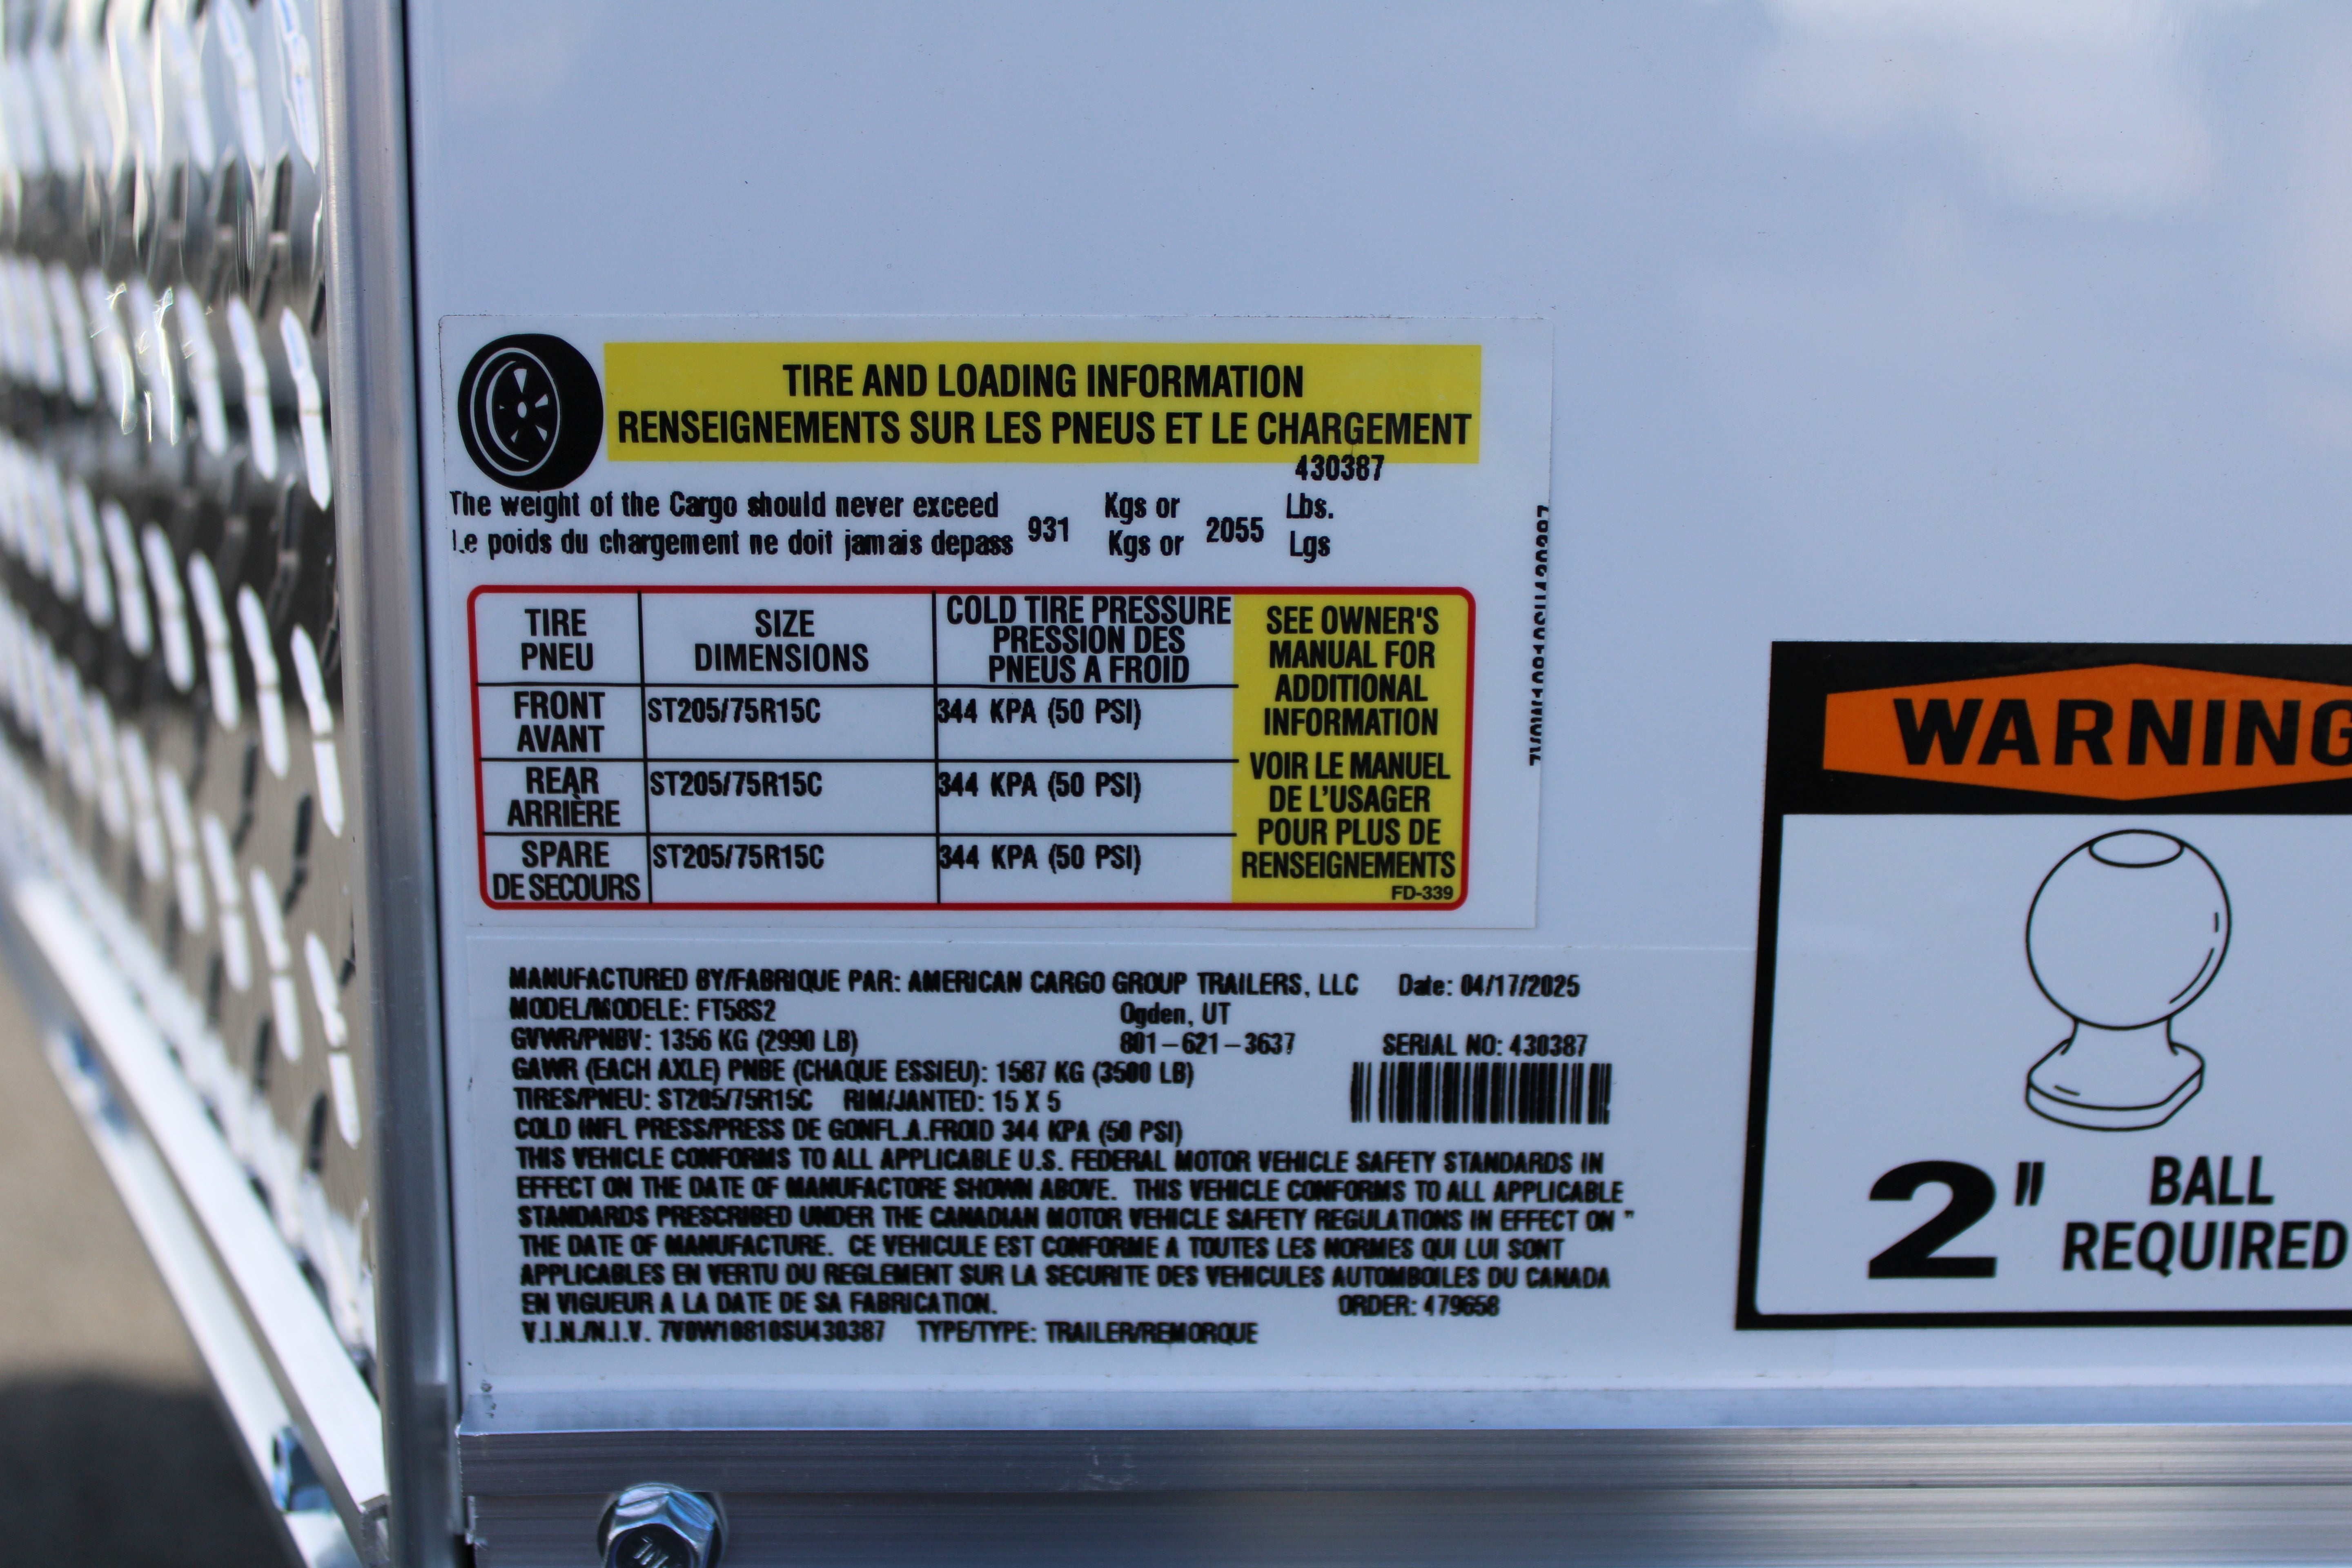 TIRE AND LOADING INFORMATION
RENSEIGNEMENTS SUR LES PNEUS ET LE CHARGEMENT
430387
The weight of the Cargo should never exceed 931 Kgs or 2055 Lbs.
Le poids du chargement ne doit jamais depass Kgs or Lgs
TIRE SIZE COLD TIRE PRESSURE
PNEU DIMENSIONS PRESSION DES
PNEUS A FROID
FRONT ST205/75R15C 344 KPA (50 PSI)
AVANT
REAR ST205/75R15C 344 KPA (50 PSI)
ARRIÈRE
SPARE ST205/75R15C 344 KPA (50 PSI)
DE SECOURS
SEE OWNER'S
MANUAL FOR
ADDITIONAL
INFORMATION
VOIR LE MANUEL
DE L'USAGER
POUR PLUS DE
RENSEIGNEMENTS
FD-339
MANUFACTURED BY/FABRIQUE PAR: AMERICAN CARGO GROUP TRAILERS, LLC Date: 04/17/2025
MODEL/MODELE: FT58S2 Ogden, UT
GVWR/PNBV: 1356 KG (2990 LB) 801-621-3637 SERIAL NO: 430387
GAWR (EACH AXLE) PNBE (CHAQUE ESSIEU): 1587 KG (3500 LB)
TIRES/PNEU: ST205/75R15C RIM/JANTED: 15 X 5
COLD INFL PRESS/PRESS DE GONFL.A.FROID 344 KPA (50 PSI)
THIS VEHICLE CONFORMS TO ALL APPLICABLE U.S. FEDERAL MOTOR VEHICLE SAFETY STANDARDS IN
EFFECT ON THE DATE OF MANUFACTORE SHOWN ABOVE. THIS VEHICLE CONFORMS TO ALL APPLICABLE
STANDARDS PRESCRIBED UNDER THE CANADIAN MOTOR VEHICLE SAFETY REGULATIONS IN EFFECT ON "
THE DATE OF MANUFACTURE. CE VEHICULE EST CONFORME A TOUTES LES NORMES QUI LUI SONT
APPLICABLES EN VERTU DU REGLEMENT SUR LA SECURITE DES VEHICULES AUTOMBOILES DU CANADA
EN VIGUEUR A LA DATE DE SA FABRICATION. ORDER: 479658
V.I.N./N.I.V. 7V0W10810SU430387 TYPE/TYPE: TRAILER/REMORQUE
WARNING
2" BALL
REQUIRED